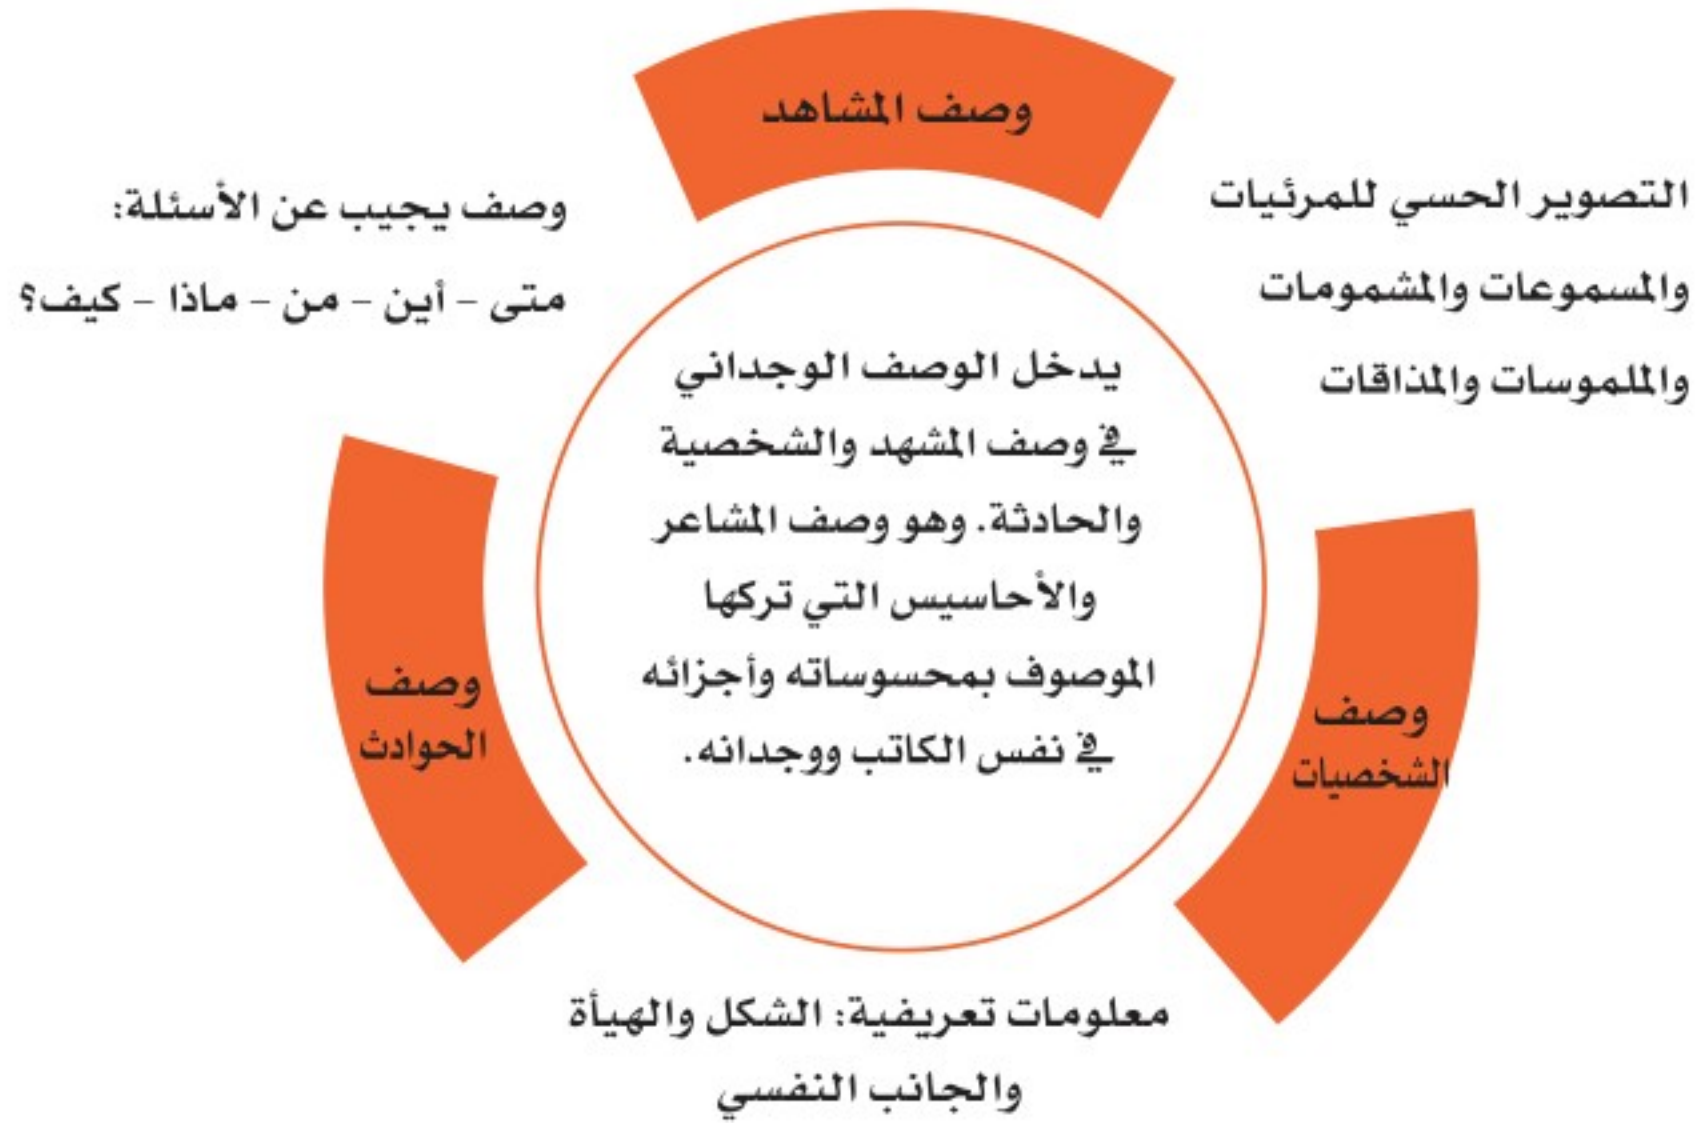 وصف المشاهد
التصوير الحسي للمرئيات
والمسموعات والمشمومات
والملموسات والمذاقات
وصف
الشخصيات
معلومات تعريفية: الشكل والهيأة
والجانب النفسي
وصف
الحوادث
وصف يجيب عن الأسئلة:
متى - أين - من - ماذا - كيف؟
يدخل الوصف الوجداني
في وصف المشهد والشخصية
والحادثة. وهو وصف المشاعر
والأحاسيس التي تركها
الموصوف بمحسوساته وأجزائه
في نفس الكاتب ووجدانه.